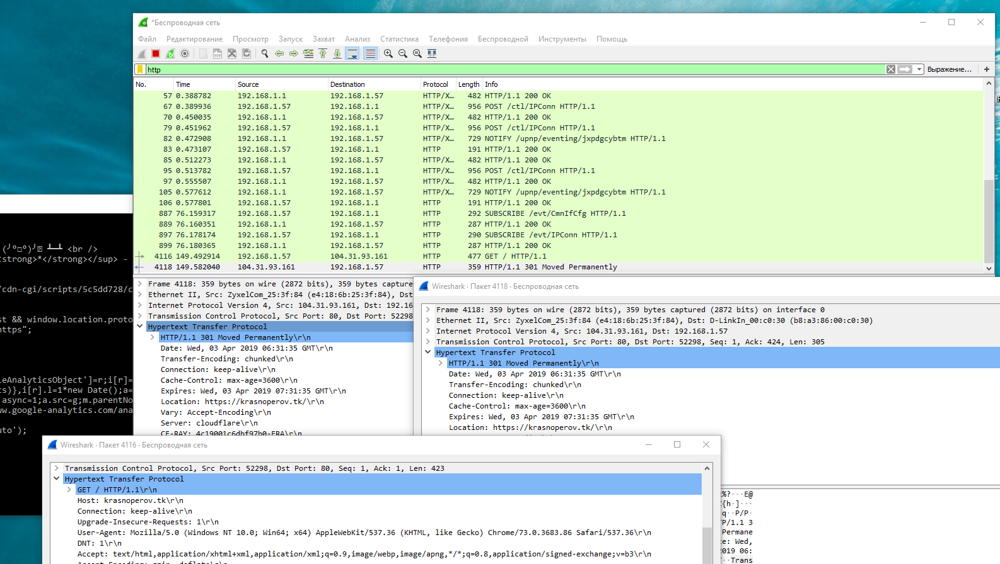 *Беспроводная сеть
Файл Редактирование Просмотр Запуск Захват Анализ Статистика Телефония Беспроводной Инструменты Помощь
http Выражение… +
No. Time Source Destination Protocol Length Info
57 0.388782 192.168.1.1 192.168.1.57 HTTP/X… 482 HTTP/1.1 200 OK
67 0.389936 192.168.1.57 192.168.1.1 HTTP/X… 956 POST /ctl/IPConn HTTP/1.1
70 0.450035 192.168.1.1 192.168.1.57 HTTP/X… 482 HTTP/1.1 200 OK
79 0.451962 192.168.1.57 192.168.1.1 HTTP/X… 956 POST /ctl/IPConn HTTP/1.1
82 0.472908 192.168.1.1 192.168.1.57 HTTP/X… 729 NOTIFY /upnp/eventing/jxpdgcybtm HTTP/1.1
83 0.473107 192.168.1.57 192.168.1.1 HTTP 191 HTTP/1.1 200 OK
85 0.512273 192.168.1.1 192.168.1.57 HTTP/X… 482 HTTP/1.1 200 OK
95 0.513782 192.168.1.57 192.168.1.1 HTTP/X… 956 POST /ctl/IPConn HTTP/1.1
97 0.555507 192.168.1.1 192.168.1.57 HTTP/X… 482 HTTP/1.1 200 OK
105 0.577612 192.168.1.1 192.168.1.57 HTTP/X… 729 NOTIFY /upnp/eventing/jxpdgcybtm HTTP/1.1
106 0.577801 192.168.1.57 192.168.1.1 HTTP 191 HTTP/1.1 200 OK
887 76.159317 192.168.1.57 192.168.1.1 HTTP 292 SUBSCRIBE /evt/CmnIfCfg HTTP/1.1
889 76.160351 192.168.1.1 192.168.1.57 HTTP 287 HTTP/1.1 200 OK
897 76.178174 192.168.1.57 192.168.1.1 HTTP 290 SUBSCRIBE /evt/IPConn HTTP/1.1
899 76.180365 192.168.1.1 192.168.1.57 HTTP 287 HTTP/1.1 200 OK
4116 149.492914 192.168.1.57 104.31.93.161 HTTP 477 GET / HTTP/1.1
4118 149.582040 104.31.93.161 192.168.1.57 HTTP 359 HTTP/1.1 301 Moved Permanently
(╯°□°)╯ ┻━┻ <br />
<strong>*</strong></sup> -
/cdn-cgi/scripts/5c5dd728/c
st && window.location.proto
https";
leAnalyticsObject']=r;i[r]=
ts)},i[r].l=1*new Date();a=
async=1;a.src=g;m.parentNo
ww.google-analytics.com/ana
uto');
Frame 4118: 359 bytes on wire (2872 bits), 359 bytes capture
Ethernet II, Src: ZyxelCom_25:3f:84 (e4:18:6b:25:3f:84), Dst
Internet Protocol Version 4, Src: 104.31.93.161, Dst: 192.16
Transmission Control Protocol, Src Port: 80, Dst Port: 52298
Hypertext Transfer Protocol
HTTP/1.1 301 Moved Permanently\r\n
Date: Wed, 03 Apr 2019 06:31:35 GMT\r\n
Transfer-Encoding: chunked\r\n
Connection: keep-alive\r\n
Cache-Control: max-age=3600\r\n
Expires: Wed, 03 Apr 2019 07:31:35 GMT\r\n
Location: https://krasnoperov.tk/\r\n
Vary: Accept-Encoding\r\n
Server: cloudflare\r\n
CF-RAY: 4c19001c6dbf97b0-FRA\r\n
Wireshark · Пакет 4118 · Беспроводная сеть
Frame 4118: 359 bytes on wire (2872 bits), 359 bytes captured (2872 bits) on interface 0
Ethernet II, Src: ZyxelCom_25:3f:84 (e4:18:6b:25:3f:84), Dst: D-LinkIn_00:c0:30 (b8:a3:86:00:c0:30)
Internet Protocol Version 4, Src: 104.31.93.161, Dst: 192.168.1.57
Transmission Control Protocol, Src Port: 80, Dst Port: 52298, Seq: 1, Ack: 424, Len: 305
Hypertext Transfer Protocol
HTTP/1.1 301 Moved Permanently\r\n
Date: Wed, 03 Apr 2019 06:31:35 GMT\r\n
Transfer-Encoding: chunked\r\n
Connection: keep-alive\r\n
Cache-Control: max-age=3600\r\n
Expires: Wed, 03 Apr 2019 07:31:35 GMT\r\n
Location: https://krasnoperov.tk/\r\n
Wireshark · Пакет 4116 · Беспроводная сеть
Transmission Control Protocol, Src Port: 52298, Dst Port: 80, Seq: 1, Ack: 1, Len: 423
Hypertext Transfer Protocol
GET / HTTP/1.1\r\n
Host: krasnoperov.tk\r\n
Connection: keep-alive\r\n
Upgrade-Insecure-Requests: 1\r\n
User-Agent: Mozilla/5.0 (Windows NT 10.0; Win64; x64) AppleWebKit/537.36 (KHTML, like Gecko) Chrome/73.0.3683.86 Safari/537.36\r\n
DNT: 1\r\n
Accept: text/html,application/xhtml+xml,application/xml;q=0.9,image/webp,image/apng,*/*;q=0.8,application/signed-exchange;v=b3\r\n
%?···E@
{h·]···
q··P/P·
P/1.1 3
Permane
e: Wed,
2019 06:
··Trans